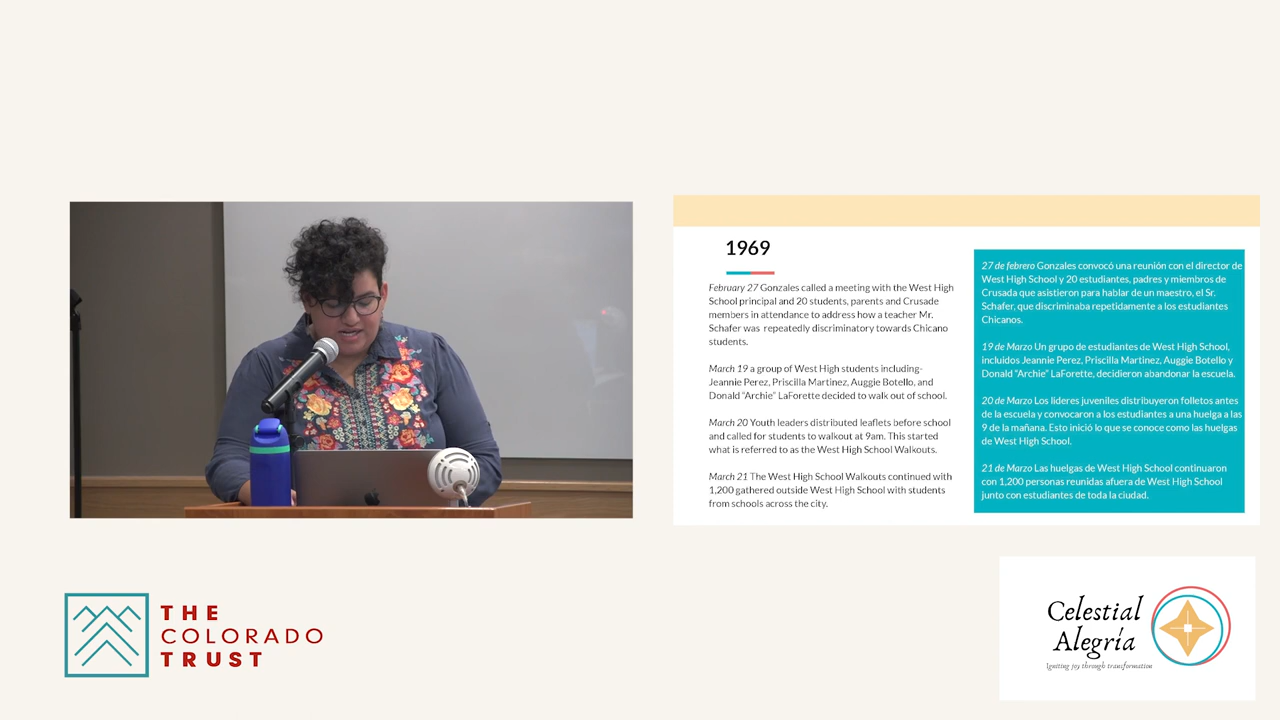 1969
February 27 Gonzales called a meeting with the West High
School principal and 20 students, parents and Crusade
members in attendance to address how a teacher Mr.
Schafer was repeatedly discriminatory towards Chicano
students.
March 19 a group of West High students including-
Jeannie Perez, Priscilla Martinez, Auggie Botello, and
Donald "Archie" LaForette decided to walk out of school.
March 20 Youth leaders distributed leaflets before school
and called for students to walkout at 9am. This started
what is referred to as the West High School Walkouts.
March 21 The West High School Walkouts continued with
1,200 gathered outside West High School with students
from schools across the city.
27 de febrero Gonzales convocó una reunión con el director de
West High School y 20 estudiantes, padres y miembros de
Crusada que asistieron para hablar de un maestro, el Sr.
Schafer, que discriminaba repetidamente a los estudiantes
Chicanos.
19 de Marzo Un grupo de estudiantes de West High School,
incluidos Jeannie Perez, Priscilla Martinez, Auggie Botello y
Donald "Archie" LaForette, decidieron abandonar la escuela.
20 de Marzo Los líderes juveniles distribuyeron folletos antes
de la escuela y convocaron a los estudiantes a una huelga a las
9 de la mañana. Esto inició lo que se conoce como las huelgas
de West High School.
21 de Marzo Las huelgas de West High School continuaron
con 1,200 personas reunidas afuera de West High School
junto con estudiantes de toda la ciudad.
THE
COLORADO
TRUST
Celestial
Alegría
Igniting joy through transformation